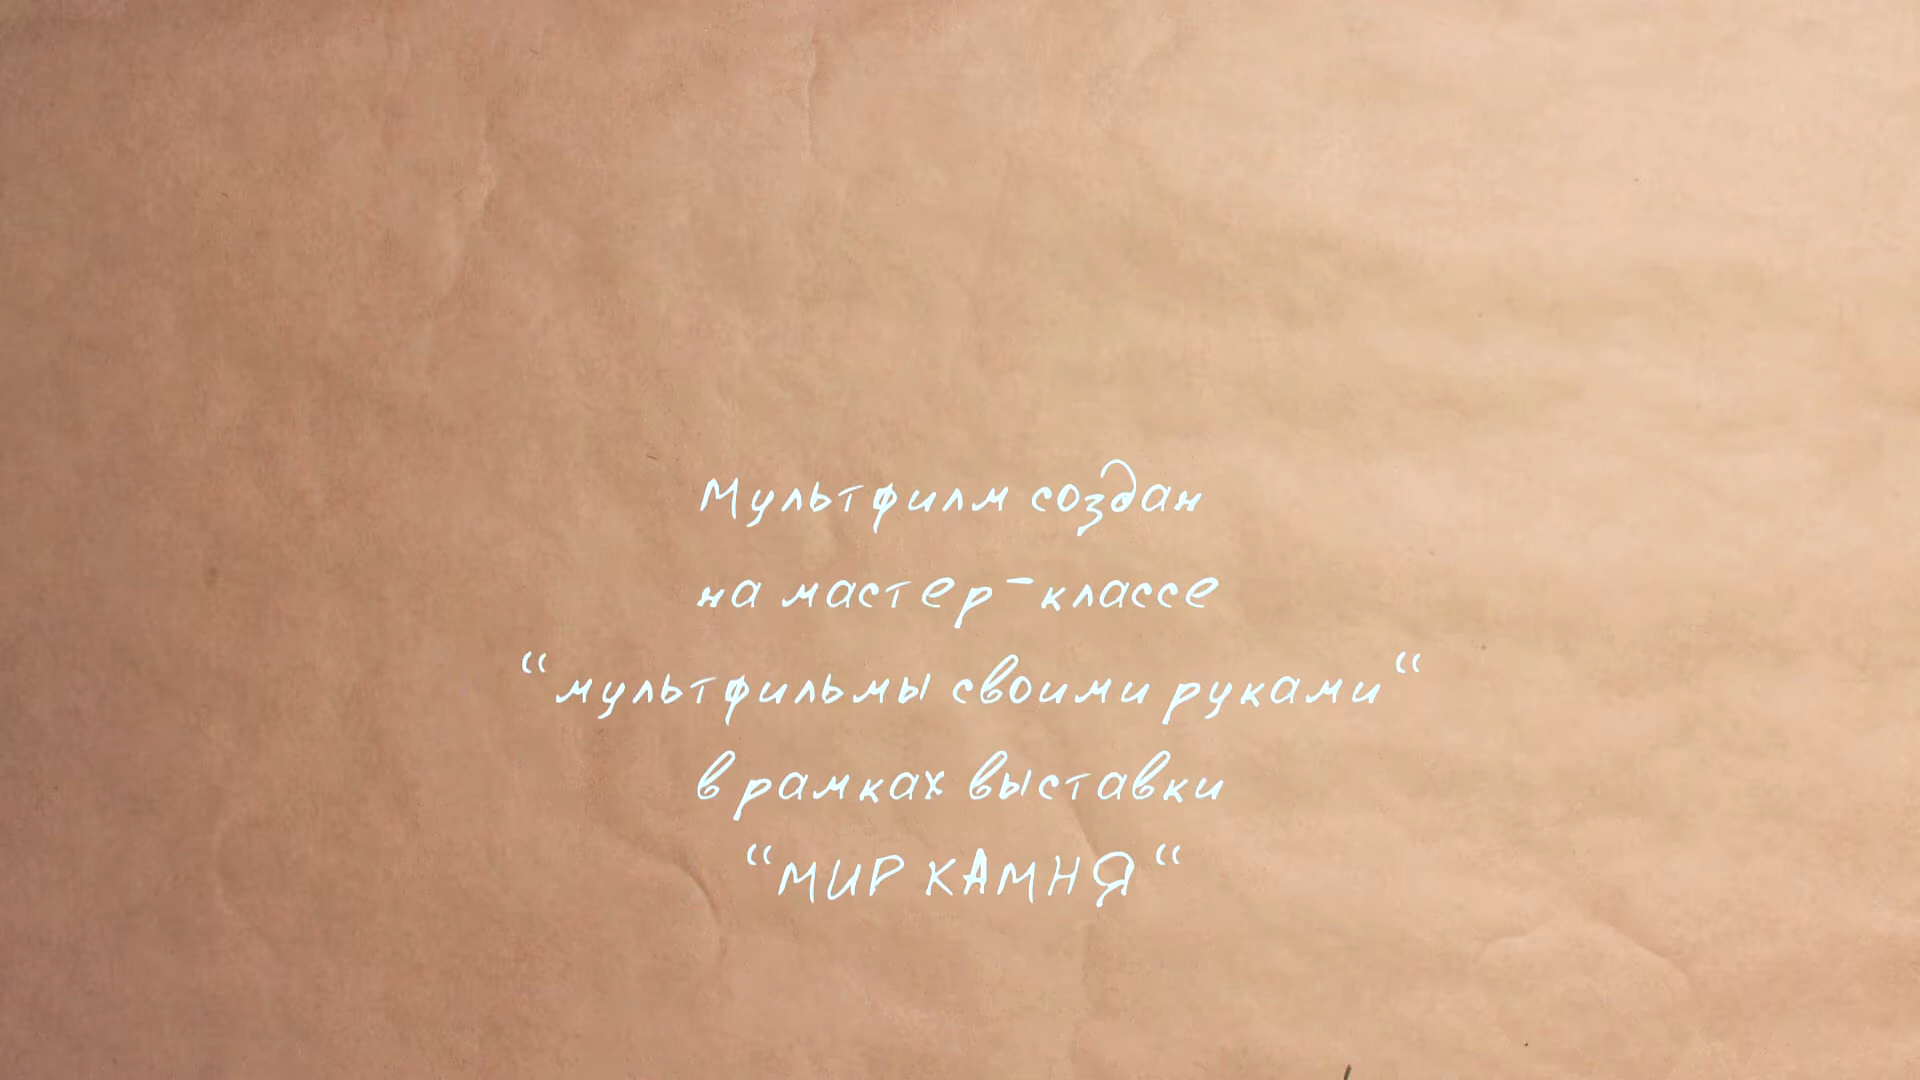 Мультфилм создан
на мастер-классе
“мультфильмы своими руками“
в рамках выставки
“МИР КАМНЯ“